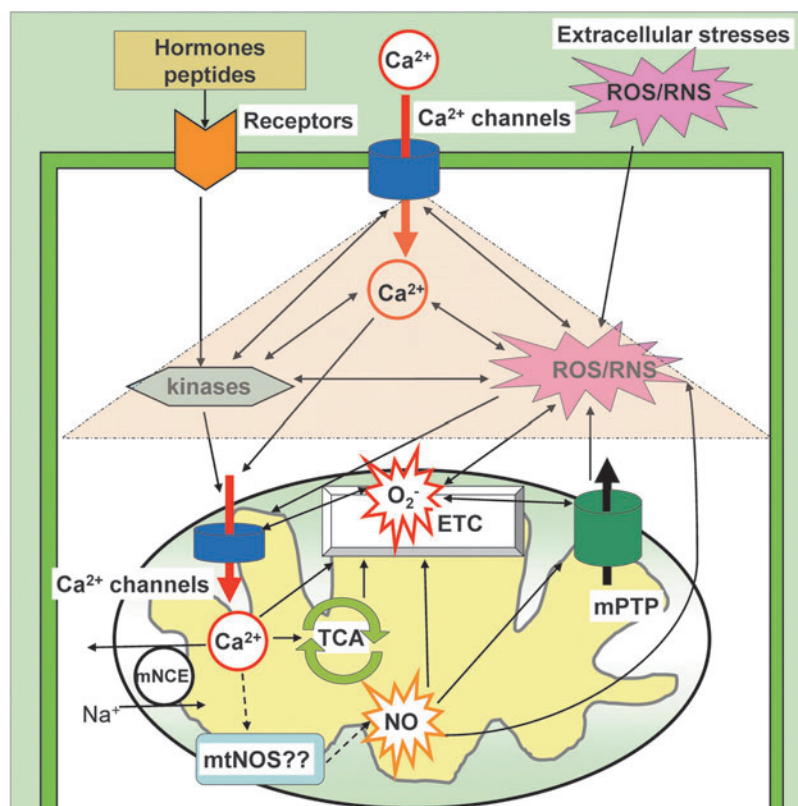 Hormones
peptides
Ca²⁺
Extracellular stresses
ROS/RNS
Receptors
Ca²⁺ channels
Ca²⁺
kinases
ROS/RNS
O₂⁻
ETC
Ca²⁺ channels
mPTP
Ca²⁺
TCA
mNCE
Na⁺
NO
mtNOS??